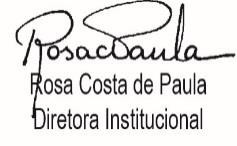 RosacPaula
Rosa Costa de Paula
Diretora Institucional